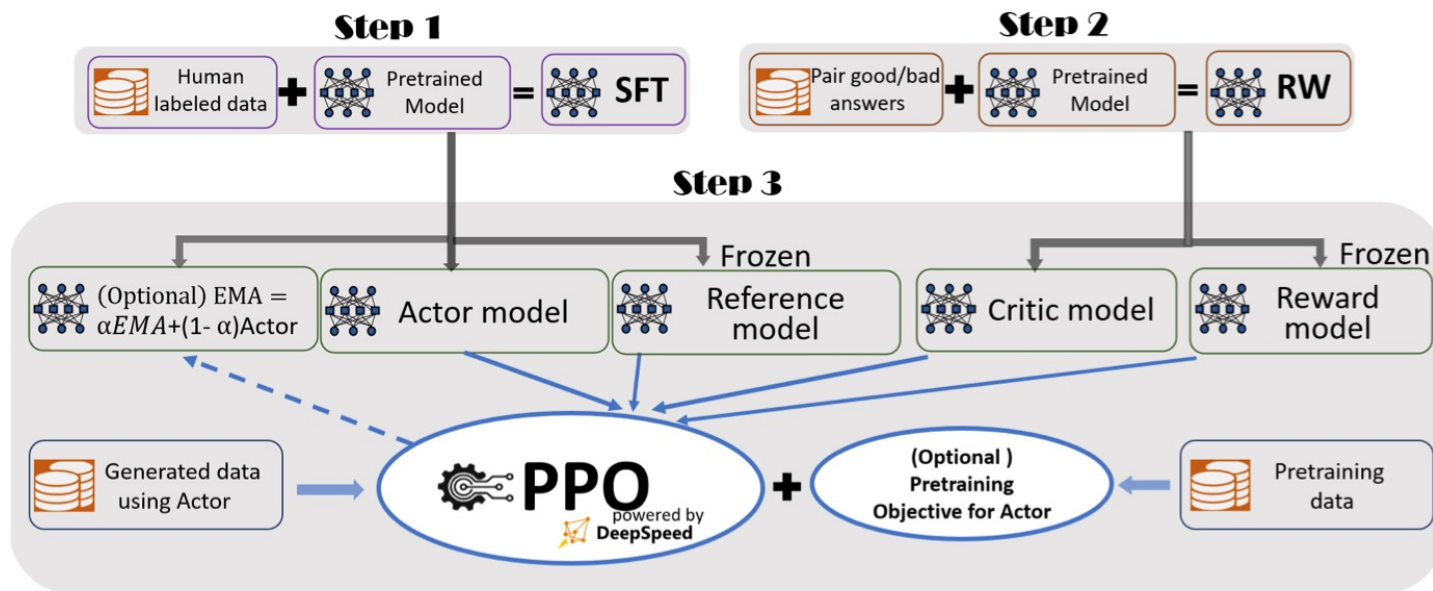 Step 1
Human
labeled data
+
Pretrained
Model
=
SFT
Step 2
Pair good/bad
answers
+
Pretrained
Model
=
RW
Step 3
(Optional) EMA =
αEMA+(1- α)Actor
Actor model
Frozen
Reference
model
Critic model
Frozen
Reward
model
Generated data
using Actor
PPO
powered by
DeepSpeed
+
(Optional )
Pretraining
Objective for Actor
Pretraining
data